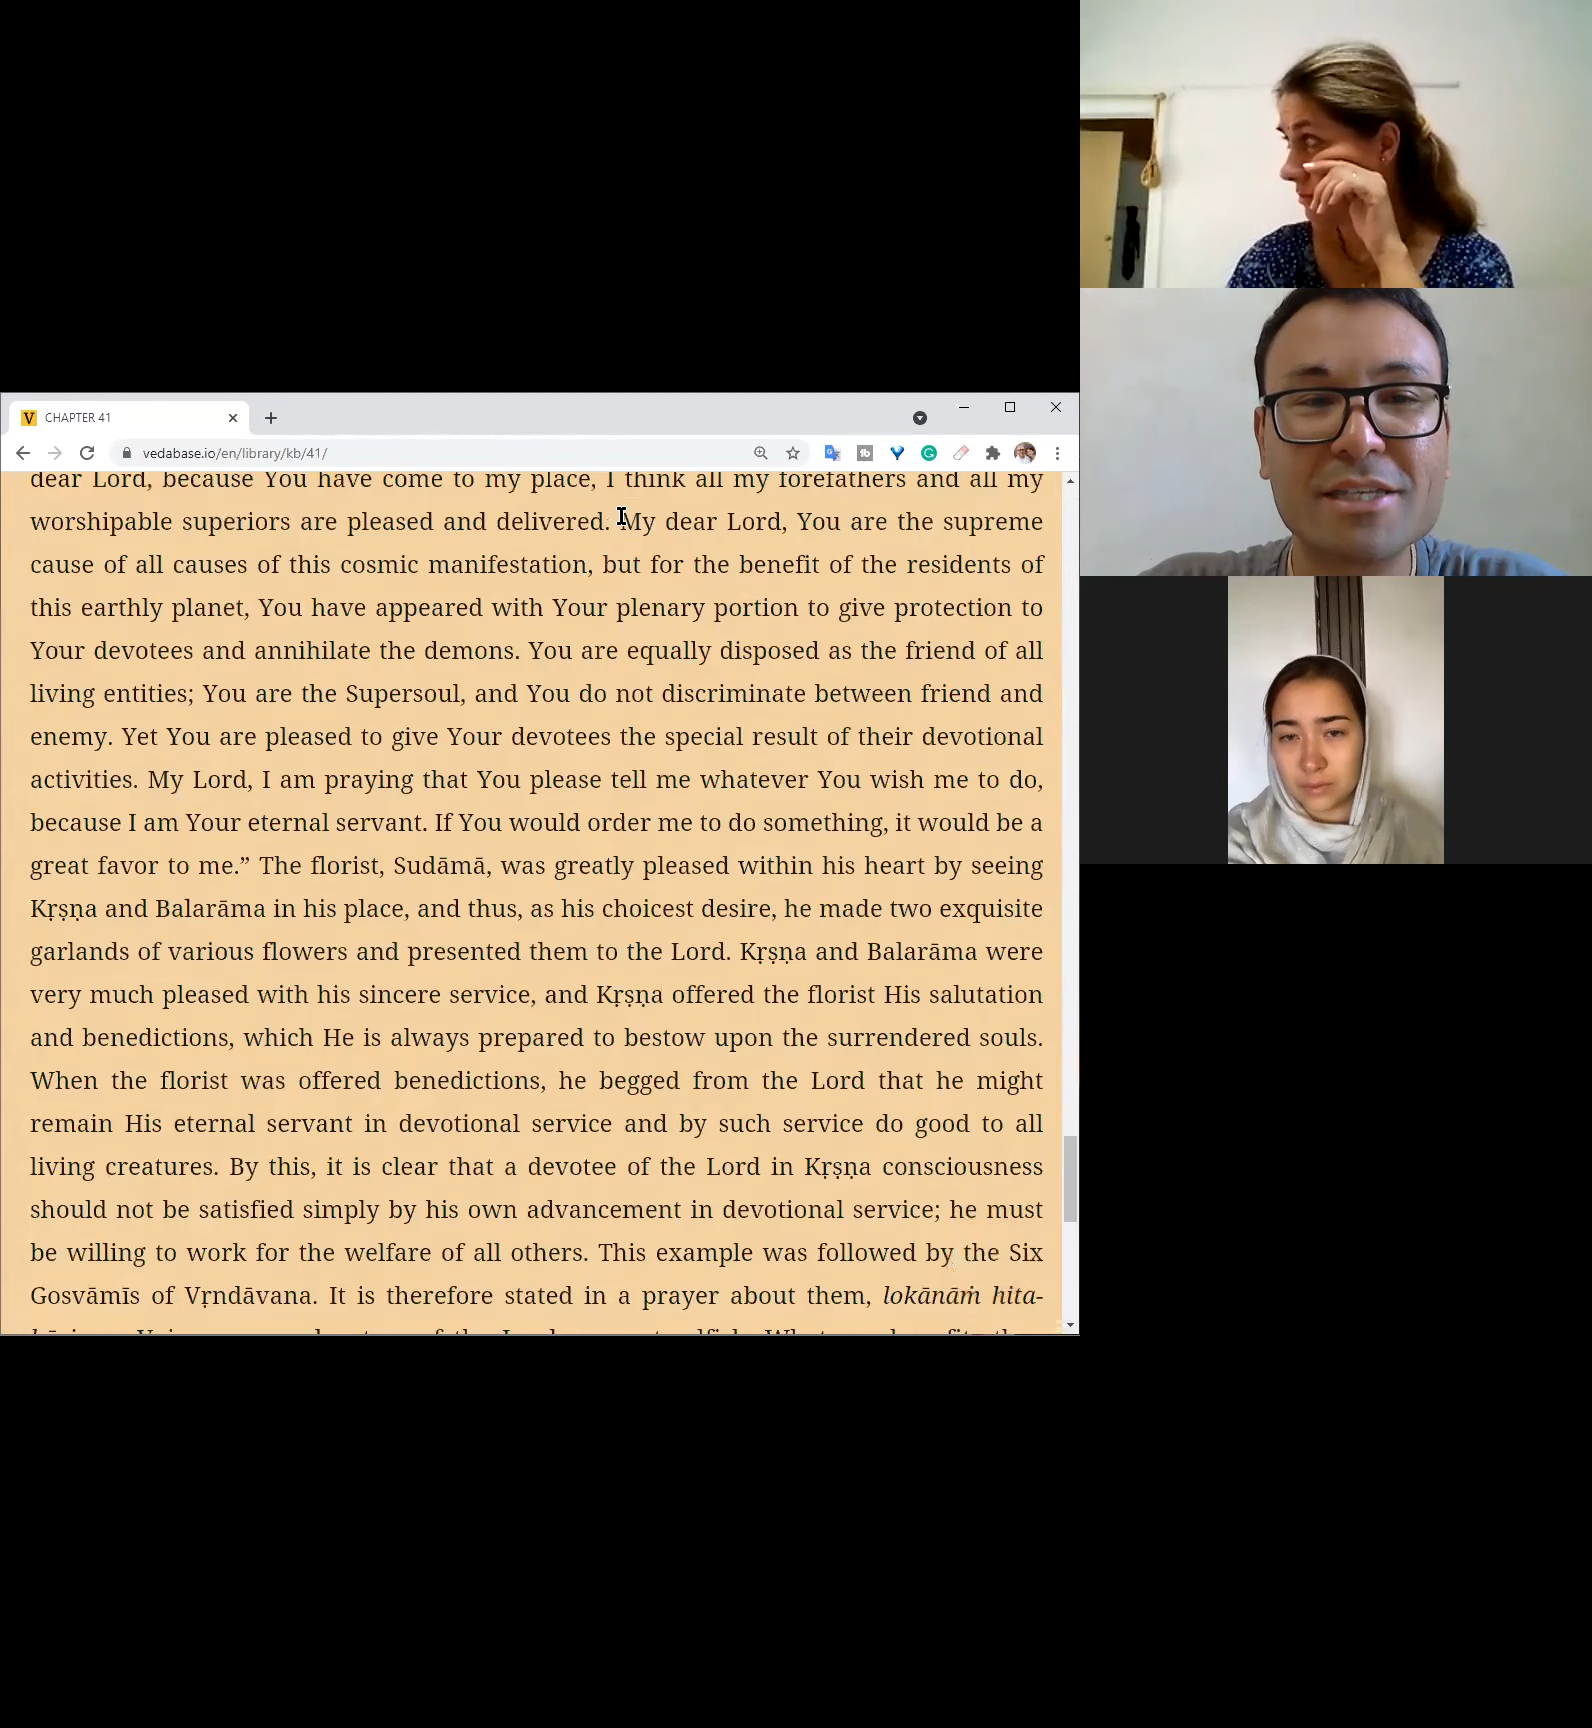 CHAPTER 41
vedabase.io/en/library/kb/41/
dear Lord, because You have come to my place, I think all my forefathers and all my
worshipable superiors are pleased and delivered. My dear Lord, You are the supreme
cause of all causes of this cosmic manifestation, but for the benefit of the residents of
this earthly planet, You have appeared with Your plenary portion to give protection to
Your devotees and annihilate the demons. You are equally disposed as the friend of all
living entities; You are the Supersoul, and You do not discriminate between friend and
enemy. Yet You are pleased to give Your devotees the special result of their devotional
activities. My Lord, I am praying that You please tell me whatever You wish me to do,
because I am Your eternal servant. If You would order me to do something, it would be a
great favor to me.” The florist, Sudāmā, was greatly pleased within his heart by seeing
Kṛṣṇa and Balarāma in his place, and thus, as his choicest desire, he made two exquisite
garlands of various flowers and presented them to the Lord. Kṛṣṇa and Balarāma were
very much pleased with his sincere service, and Kṛṣṇa offered the florist His salutation
and benedictions, which He is always prepared to bestow upon the surrendered souls.
When the florist was offered benedictions, he begged from the Lord that he might
remain His eternal servant in devotional service and by such service do good to all
living creatures. By this, it is clear that a devotee of the Lord in Kṛṣṇa consciousness
should not be satisfied simply by his own advancement in devotional service; he must
be willing to work for the welfare of all others. This example was followed by the Six
Gosvāmīs of Vṛndāvana. It is therefore stated in a prayer about them, lokānāṁ hita-